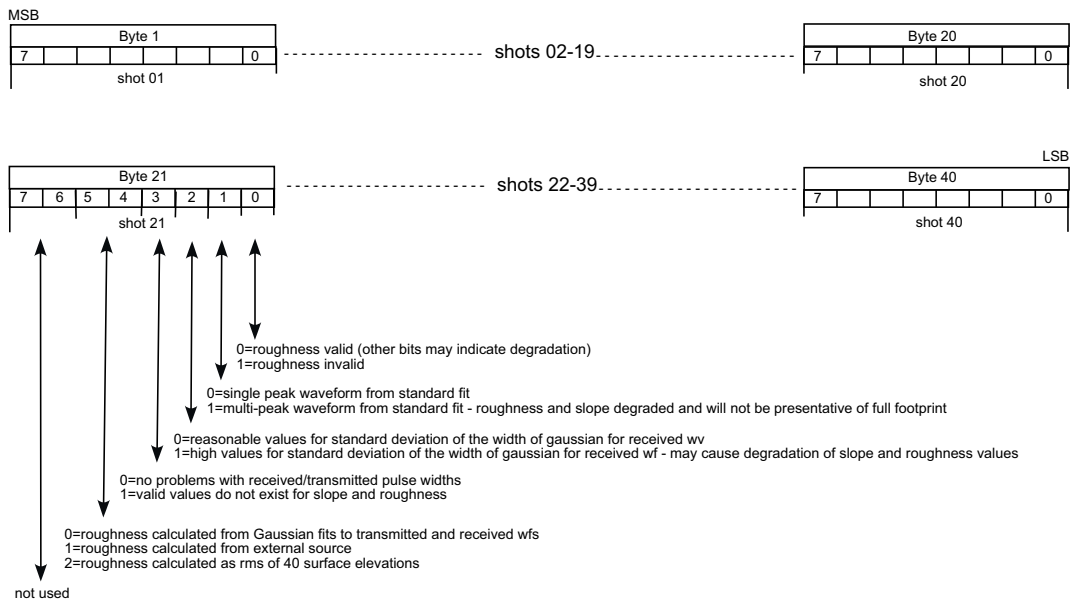 MSB
Byte 1
7 0
shot 01
shots 02-19
Byte 20
7 0
shot 20
LSB
Byte 21
7 6 5 4 3 2 1 0
shot 21
shots 22-39
Byte 40
7 0
shot 40
0=roughness valid (other bits may indicate degradation)
1=roughness invalid
0=single peak waveform from standard fit
1=multi-peak waveform from standard fit - roughness and slope degraded and will not be presentative of full footprint
0=reasonable values for standard deviation of the width of gaussian for received wv
1=high values for standard deviation of the width of gaussian for received wf - may cause degradation of slope and roughness values
0=no problems with received/transmitted pulse widths
1=valid values do not exist for slope and roughness
0=roughness calculated from Gaussian fits to transmitted and received wfs
1=roughness calculated from external source
2=roughness calculated as rms of 40 surface elevations
not used